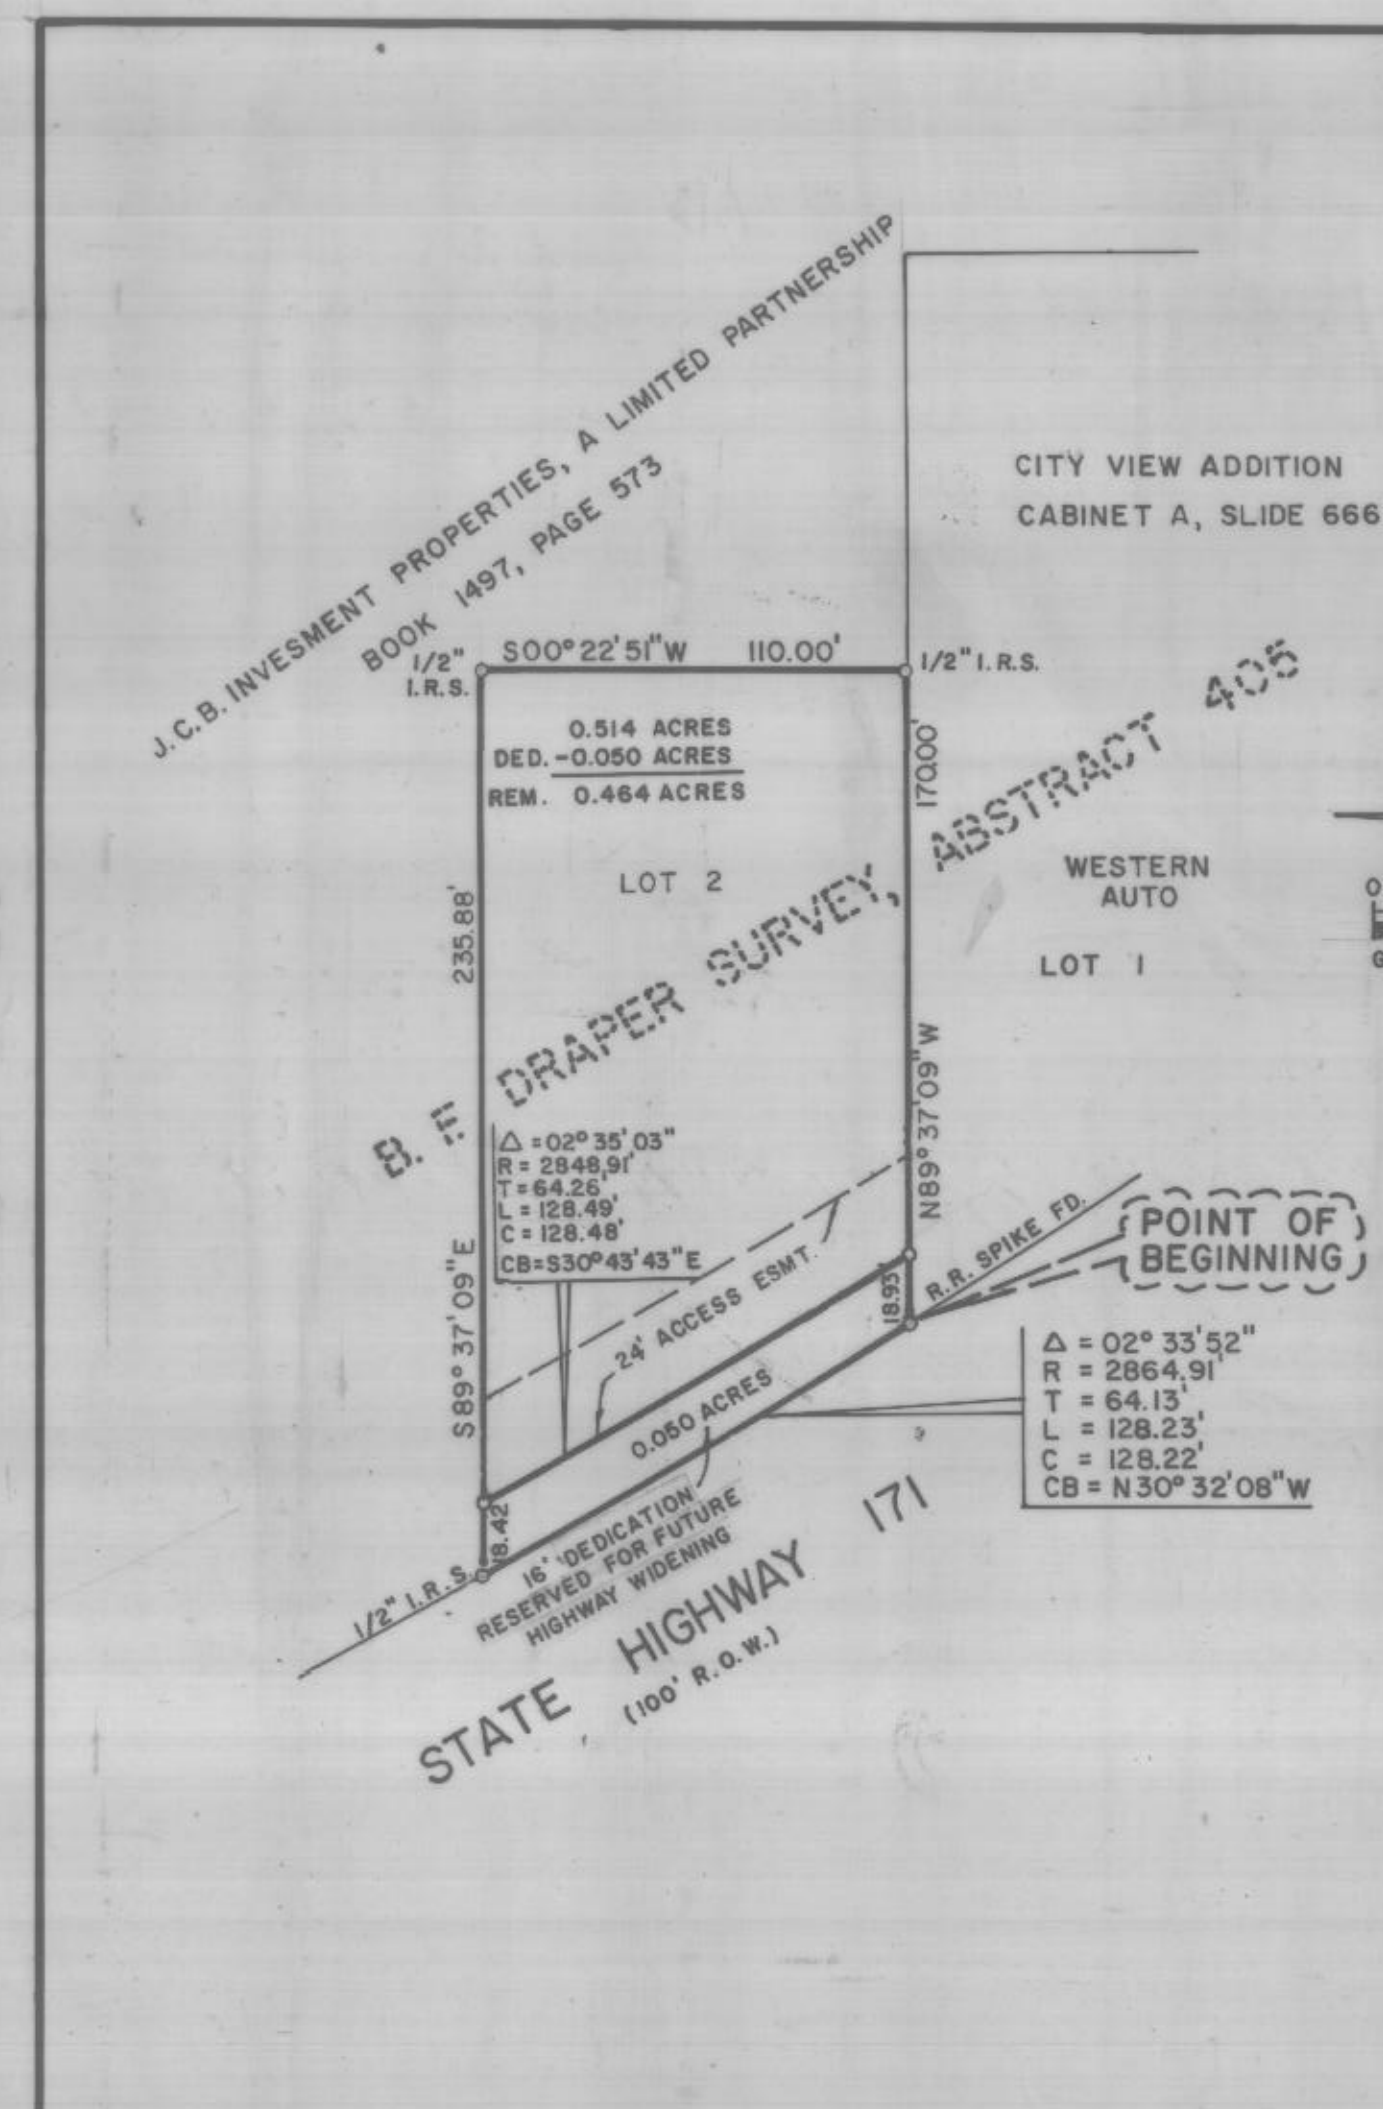 J.C.B. INVESMENT PROPERTIES, A LIMITED PARTNERSHIP
BOOK 1497, PAGE 573
CITY VIEW ADDITION
CABINET A, SLIDE 666
1/2"
I.R.S.
S00°22'51"W 110.00'
1/2" I.R.S.
0.514 ACRES
DED. -0.050 ACRES
REM. 0.464 ACRES
LOT 2
170.00'
N89°37'09"W
WESTERN
AUTO
LOT 1
235.88'
S89°37'09"E
B. F. DRAPER SURVEY, ABSTRACT 405
Δ = 02°35'03"
R = 2848.91'
T = 64.26'
L = 128.49'
C = 128.48'
CB = S30°43'43"E
24' ACCESS ESMT.
18.93'
R.R. SPIKE FD.
POINT OF
BEGINNING
0.050 ACRES
Δ = 02°33'52"
R = 2864.91'
T = 64.13'
L = 128.23'
C = 128.22'
CB = N30°32'08"W
18.42
1/2" I.R.S.
16' DEDICATION
RESERVED FOR FUTURE
HIGHWAY WIDENING
STATE HIGHWAY 171
(100' R.O.W.)